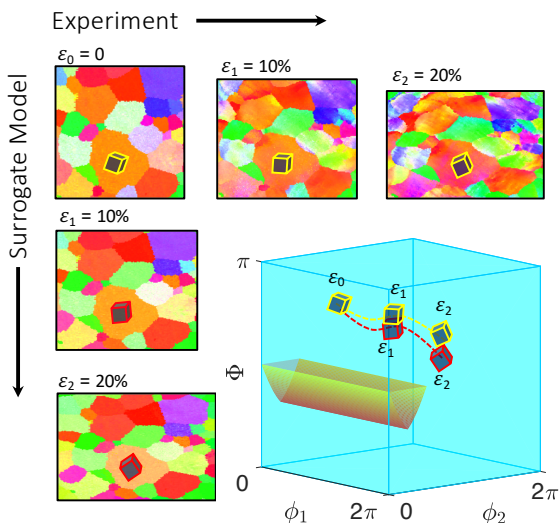 Experiment
Surrogate Model
ε₀ = 0
ε₁ = 10%
ε₂ = 20%
ε₁ = 10%
ε₂ = 20%
π
ε₀
ε₁
ε₂
ε₁
ε₂
Φ
0
ϕ₁
2π
0
ϕ₂
2π